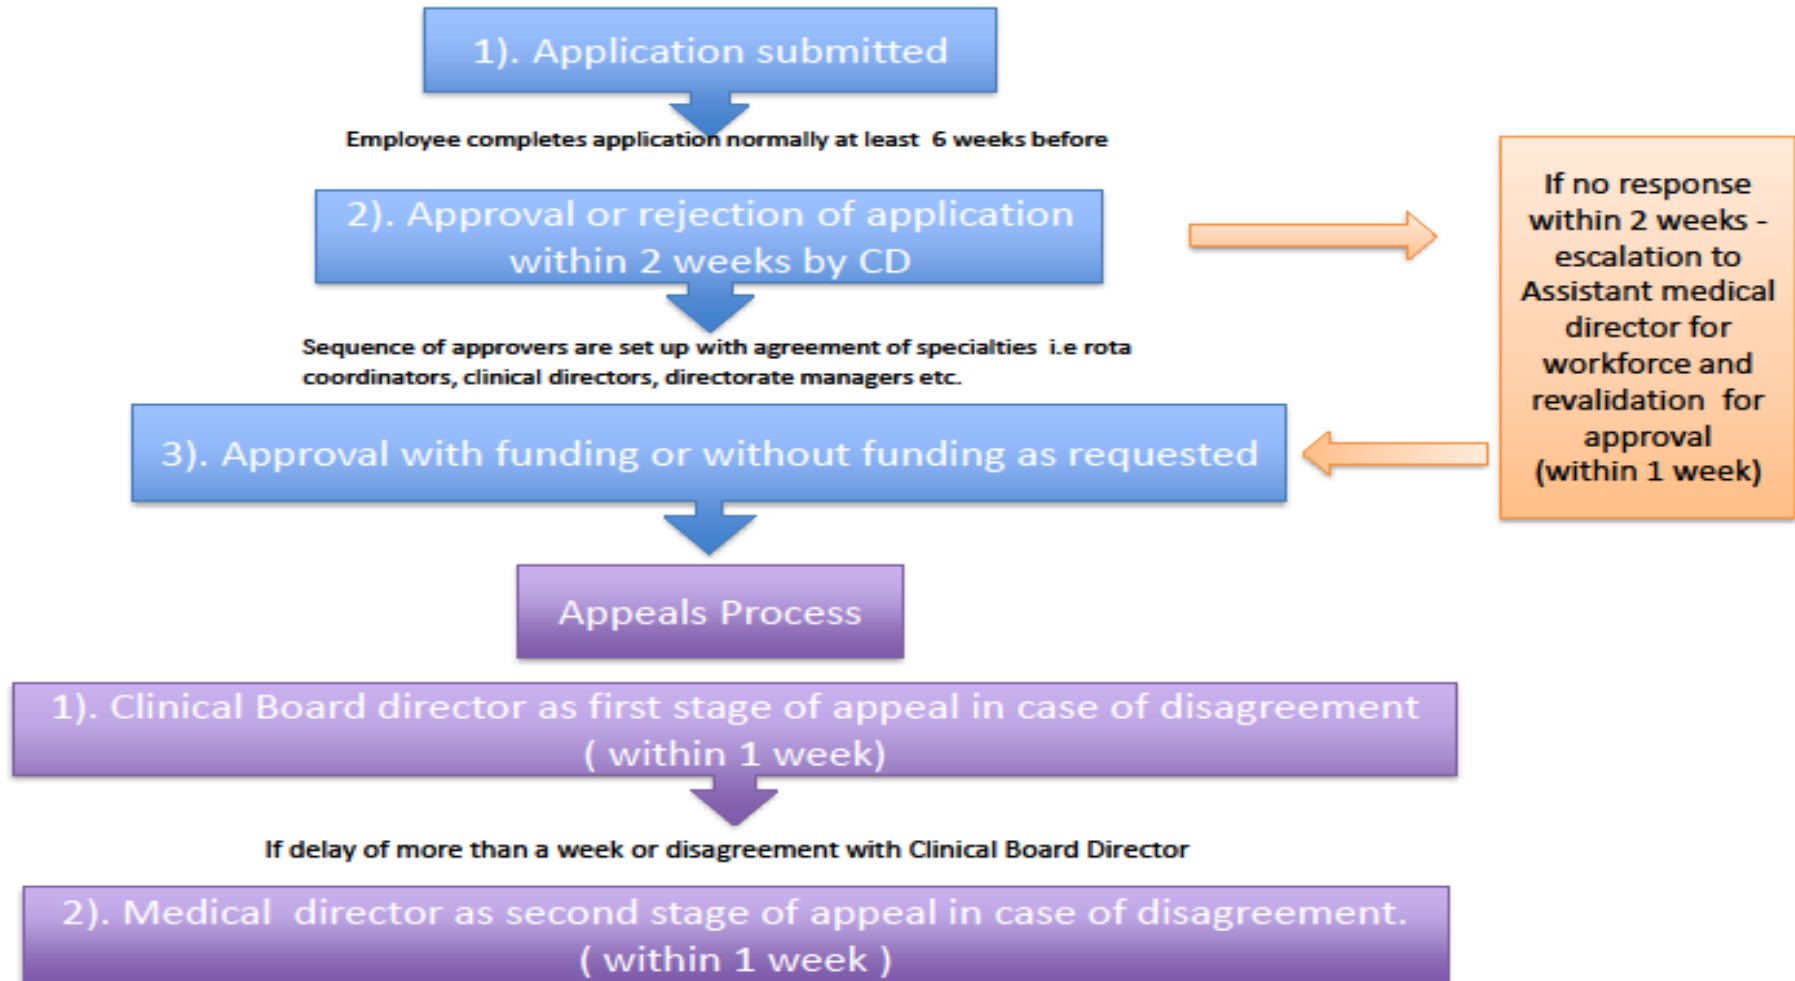 1). Application submitted
Employee completes application normally at least 6 weeks before
2). Approval or rejection of application
within 2 weeks by CD
If no response
within 2 weeks -
escalation to
Assistant medical
director for
workforce and
revalidation for
approval
(within 1 week)
Sequence of approvers are set up with agreement of specialties i.e rota
coordinators, clinical directors, directorate managers etc.
3). Approval with funding or without funding as requested
Appeals Process
1). Clinical Board director as first stage of appeal in case of disagreement
( within 1 week)
If delay of more than a week or disagreement with Clinical Board Director
2). Medical director as second stage of appeal in case of disagreement.
( within 1 week )